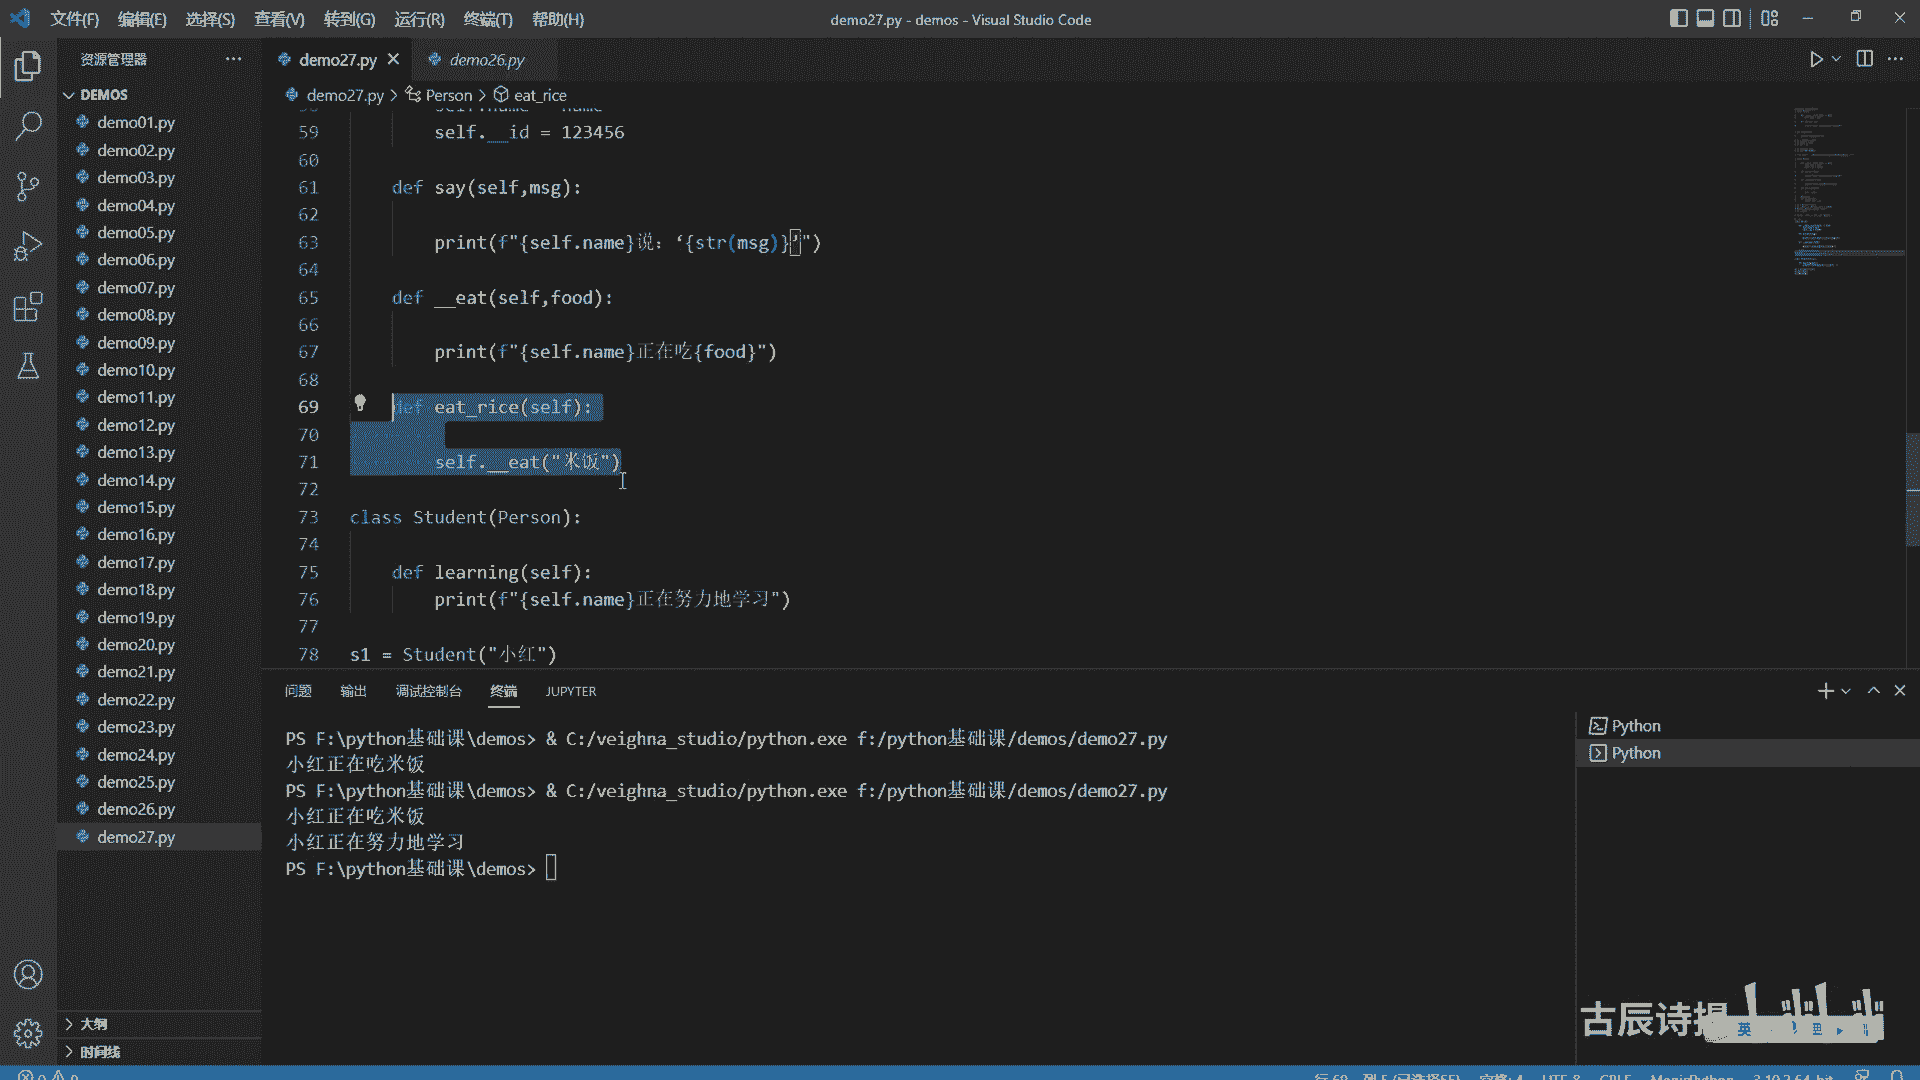 文件(F) 编辑(E) 选择(S) 查看(V) 转到(G) 运行(R) 终端(T) 帮助(H)
demo27.py - demos - Visual Studio Code
资源管理器
DEMOS
demo01.py
demo02.py
demo03.py
demo04.py
demo05.py
demo06.py
demo07.py
demo08.py
demo09.py
demo10.py
demo11.py
demo12.py
demo13.py
demo14.py
demo15.py
demo16.py
demo17.py
demo18.py
demo19.py
demo20.py
demo21.py
demo22.py
demo23.py
demo24.py
demo25.py
demo26.py
demo27.py
大纲
时间线
demo27.py demo26.py
demo27.py > Person > eat_rice
59 self.__id = 123456
60
61 def say(self,msg):
62
63 print(f"{self.name}说：‘{str(msg)}’")
64
65 def __eat(self,food):
66
67 print(f"{self.name}正在吃{food}")
68
69 def eat_rice(self):
70
71 self.__eat("米饭")
72
73 class Student(Person):
74
75 def learning(self):
76 print(f"{self.name}正在努力地学习")
77
78 s1 = Student("小红")
问题 输出 调试控制台 终端 JUPYTER
PS F:\python基础课\demos> & C:/veighna_studio/python.exe f:/python基础课/demos/demo27.py
小红正在吃米饭
PS F:\python基础课\demos> & C:/veighna_studio/python.exe f:/python基础课/demos/demo27.py
小红正在吃米饭
小红正在努力地学习
PS F:\python基础课\demos>
Python
Python
古辰诗提
英